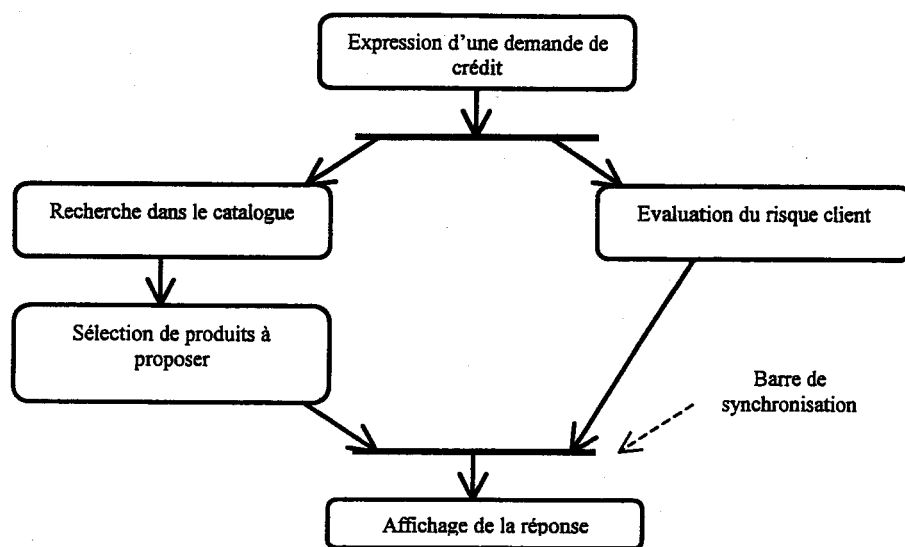 Expression d'une demande de
crédit
Recherche dans le catalogue
Evaluation du risque client
Sélection de produits à
proposer
Barre de
synchronisation
Affichage de la réponse